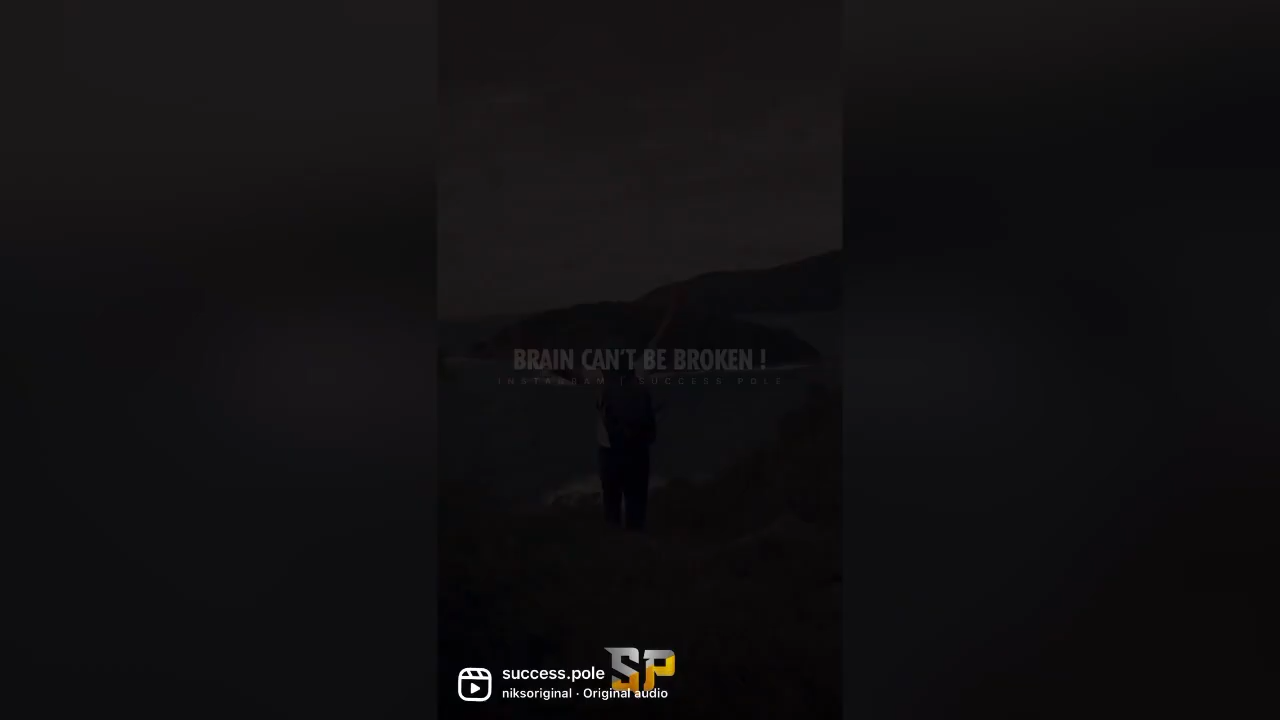 BRAIN CAN'T BE BROKEN !
INSTAGRAM | SUCCESS POLE
SP
success.pole
niksoriginal · Original audio